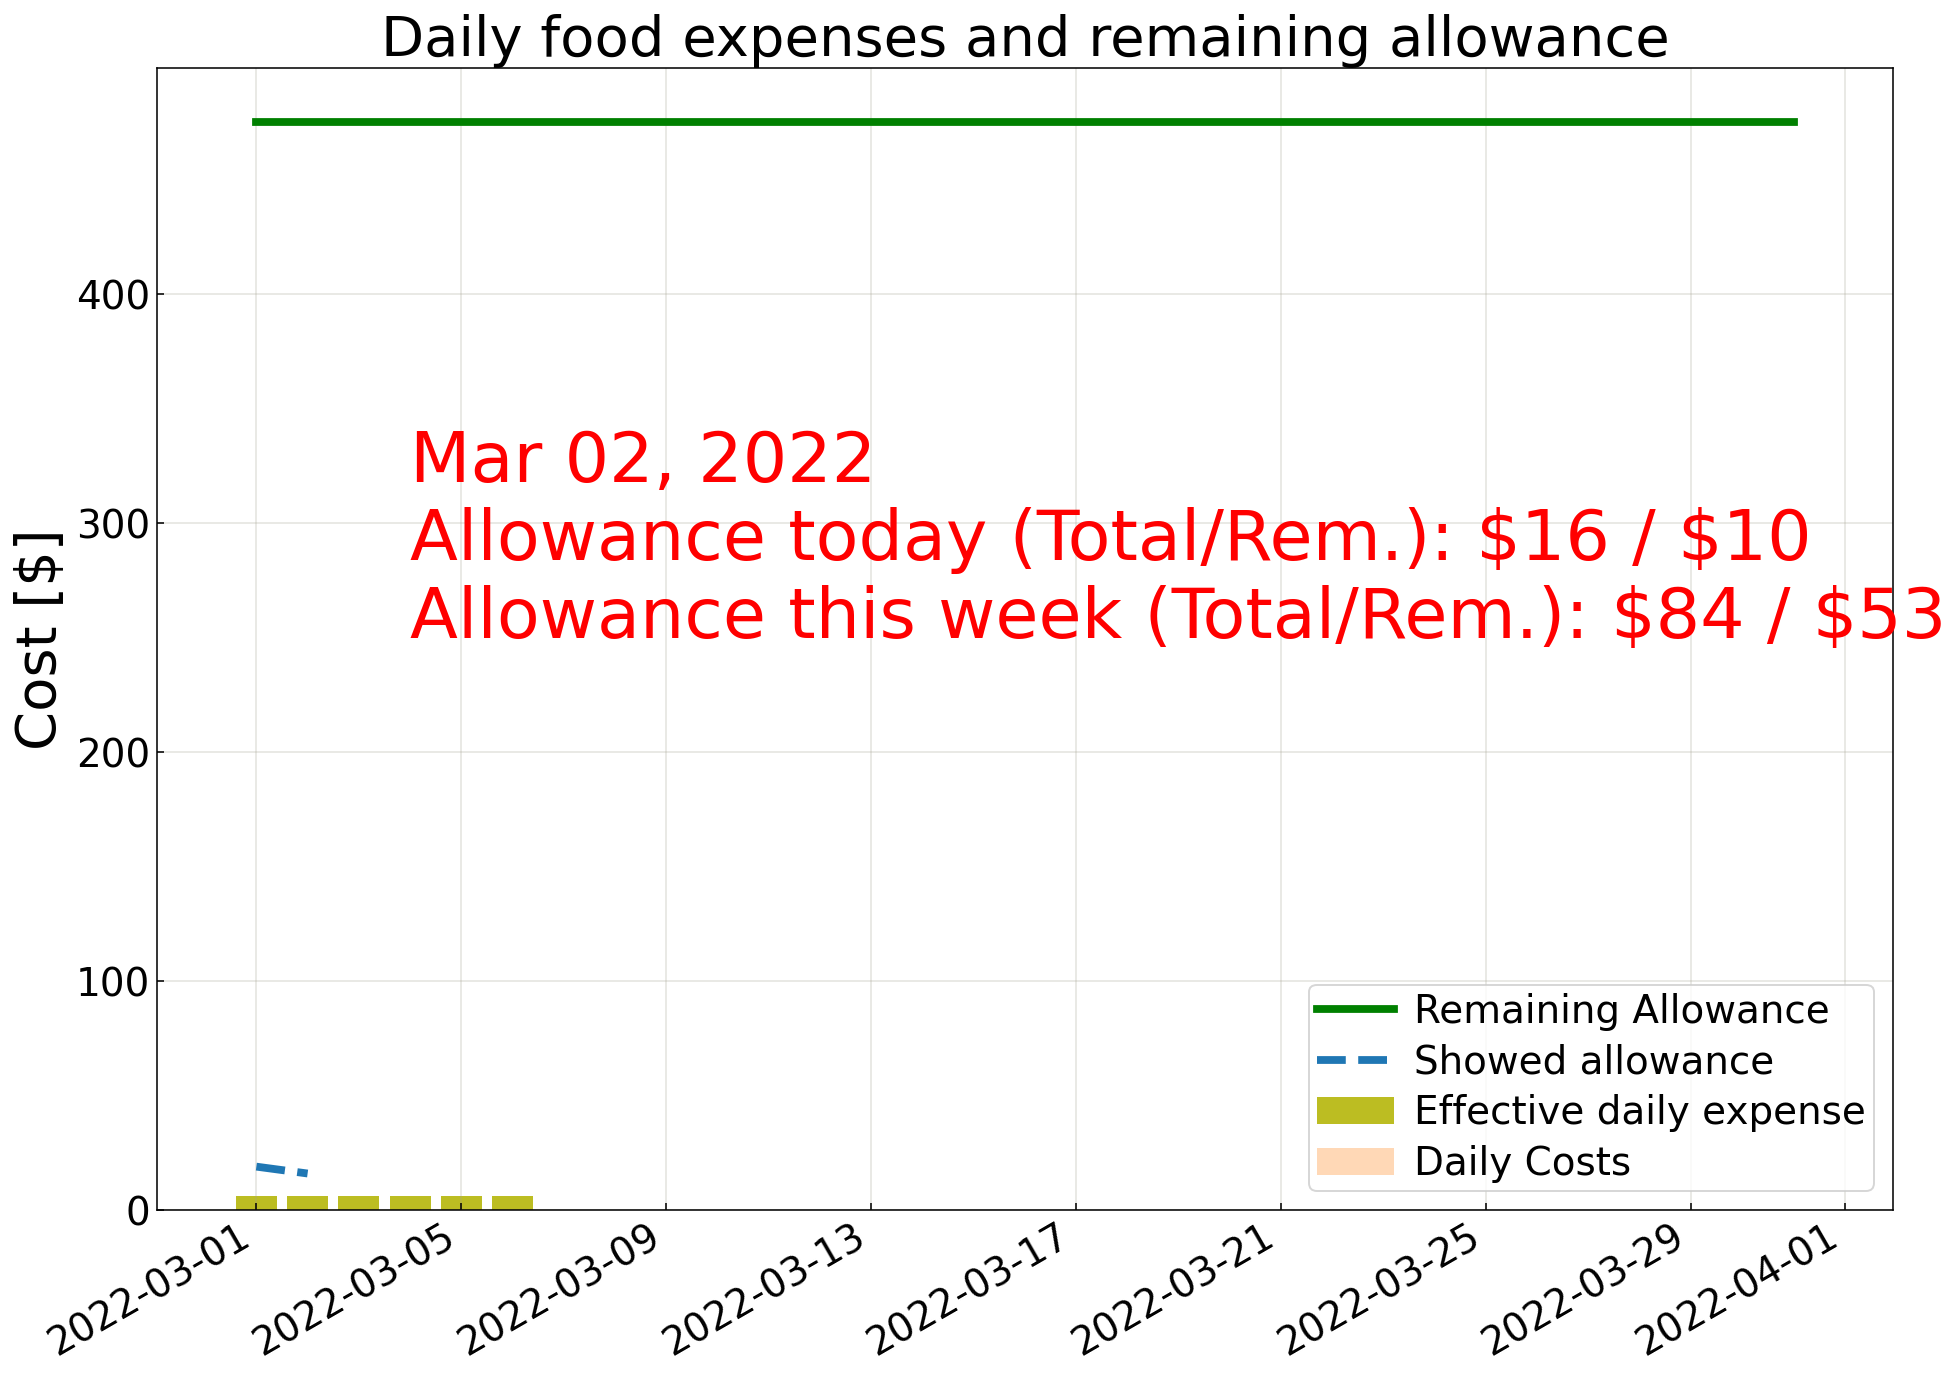 Daily food expenses and remaining allowance
Cost [$]
400
300
200
100
0
Mar 02, 2022
Allowance today (Total/Rem.): $16 / $10
Allowance this week (Total/Rem.): $84 / $53
Remaining Allowance
Showed allowance
Effective daily expense
Daily Costs
2022-03-01
2022-03-05
2022-03-09
2022-03-13
2022-03-17
2022-03-21
2022-03-25
2022-03-29
2022-04-01